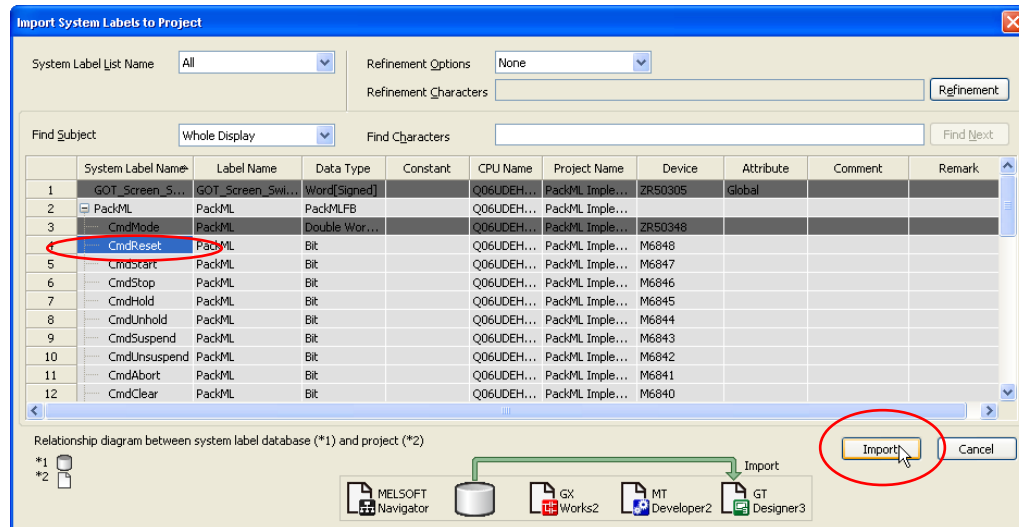 Import System Labels to Project
System Label List Name All Refinement Options None
Refinement Characters Refinement
Find Subject Whole Display Find Characters Find Next
System Label Name Label Name Data Type Constant CPU Name Project Name Device Attribute Comment Remark
1 GOT_Screen_S... GOT_Screen_Swi... Word[Signed] Q06UDEH... PackML Imple... ZR50305 Global
2 PackML PackML PackMLFB Q06UDEH... PackML Imple...
3 CmdMode PackML Double Wor... Q06UDEH... PackML Imple... ZR50348
4 CmdReset PackML Bit Q06UDEH... PackML Imple... M6848
5 CmdStart PackML Bit Q06UDEH... PackML Imple... M6847
6 CmdStop PackML Bit Q06UDEH... PackML Imple... M6846
7 CmdHold PackML Bit Q06UDEH... PackML Imple... M6845
8 CmdUnhold PackML Bit Q06UDEH... PackML Imple... M6844
9 CmdSuspend PackML Bit Q06UDEH... PackML Imple... M6843
10 CmdUnsuspend PackML Bit Q06UDEH... PackML Imple... M6842
11 CmdAbort PackML Bit Q06UDEH... PackML Imple... M6841
12 CmdClear PackML Bit Q06UDEH... PackML Imple... M6840
Relationship diagram between system label database (*1) and project (*2)
Import Cancel
*1
*2
Import
MELSOFT Navigator
GX Works2
MT Developer2
GT Designer3